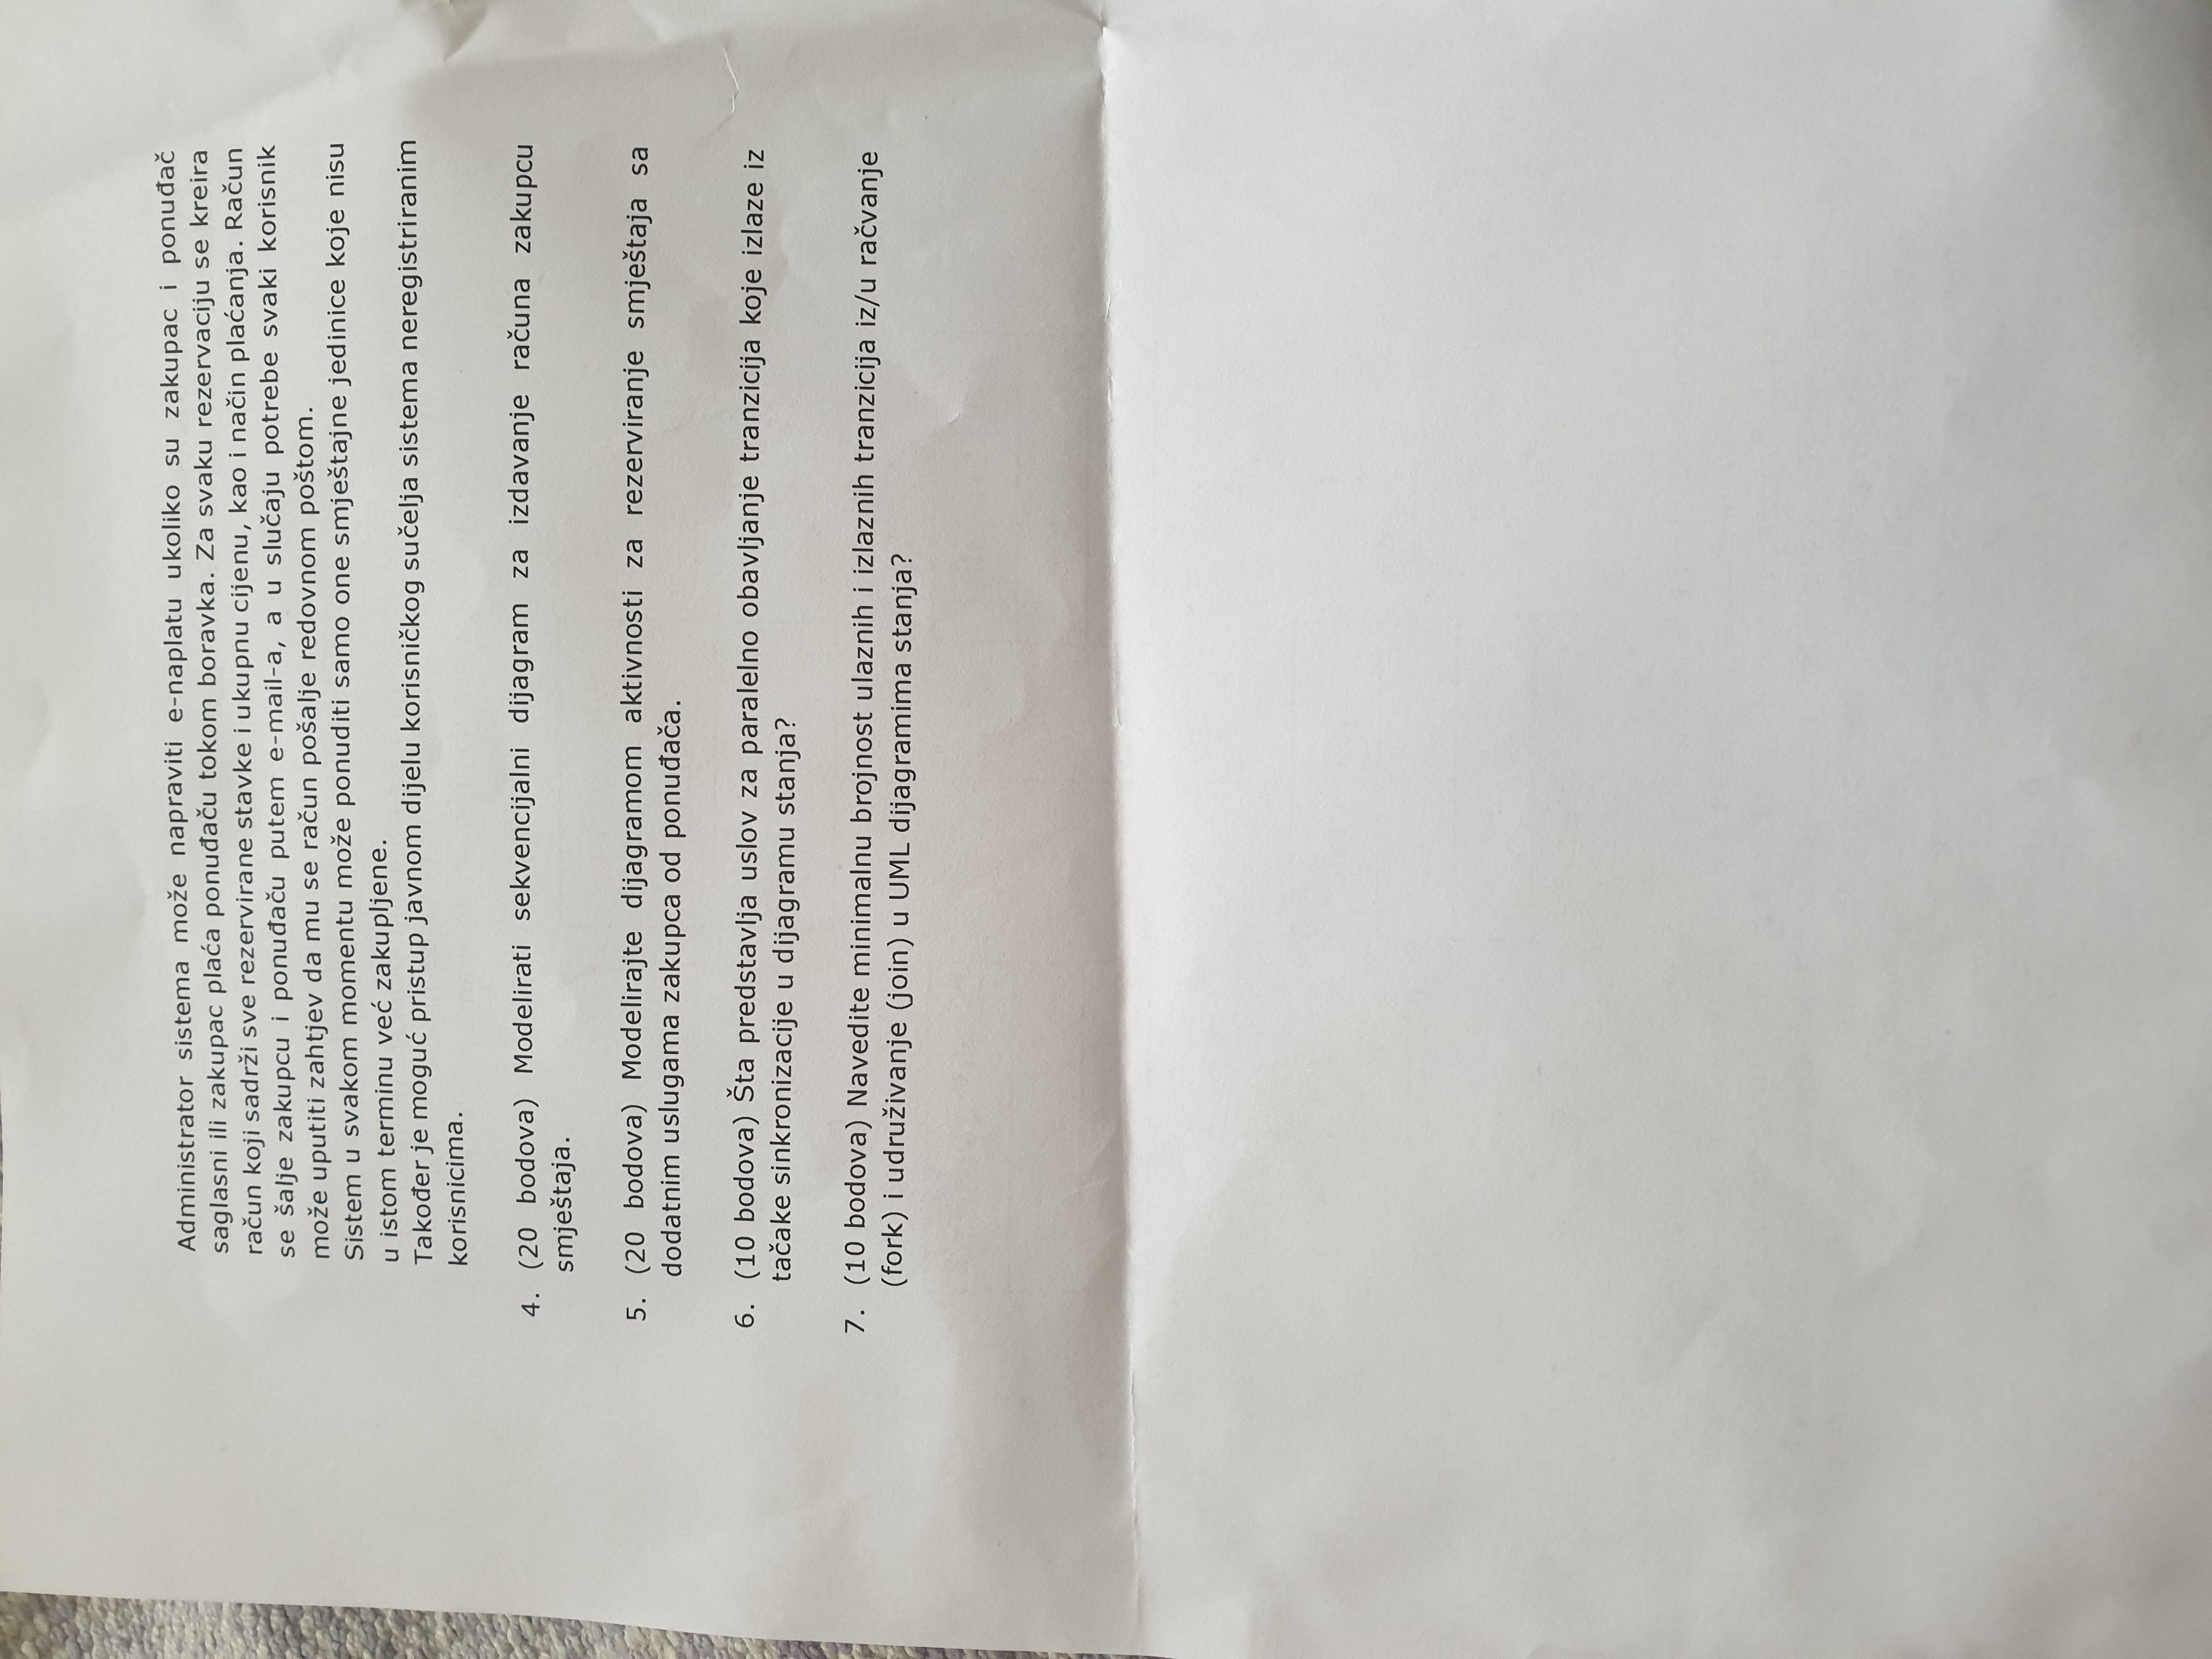 Administrator sistema može napraviti e-naplatu ukoliko su zakupac i ponuđač
saglasni ili zakupac plaća ponuđaču tokom boravka. Za svaku rezervaciju se kreira
račun koji sadrži sve rezervirane stavke i ukupnu cijenu, kao i način plaćanja. Račun
se šalje zakupcu i ponuđaču putem e-mail-a, a u slučaju potrebe svaki korisnik
može uputiti zahtjev da mu se račun pošalje redovnom poštom.
Sistem u svakom momentu može ponuditi samo one smještajne jedinice koje nisu
u istom terminu već zakupljene.
Također je moguć pristup javnom dijelu korisničkog sučelja sistema neregistriranim
korisnicima.
4. (20 bodova) Modelirati sekvencijalni dijagram za izdavanje računa zakupcu
smještaja.
5. (20 bodova) Modelirajte dijagramom aktivnosti za rezerviranje smještaja sa
dodatnim uslugama zakupca od ponuđača.
6. (10 bodova) Šta predstavlja uslov za paralelno obavljanje tranzicija koje izlaze iz
tačake sinkronizacije u dijagramu stanja?
7. (10 bodova) Navedite minimalnu brojnost ulaznih i izlaznih tranzicija iz/u račvanje
(fork) i udruživanje (join) u UML dijagramima stanja?